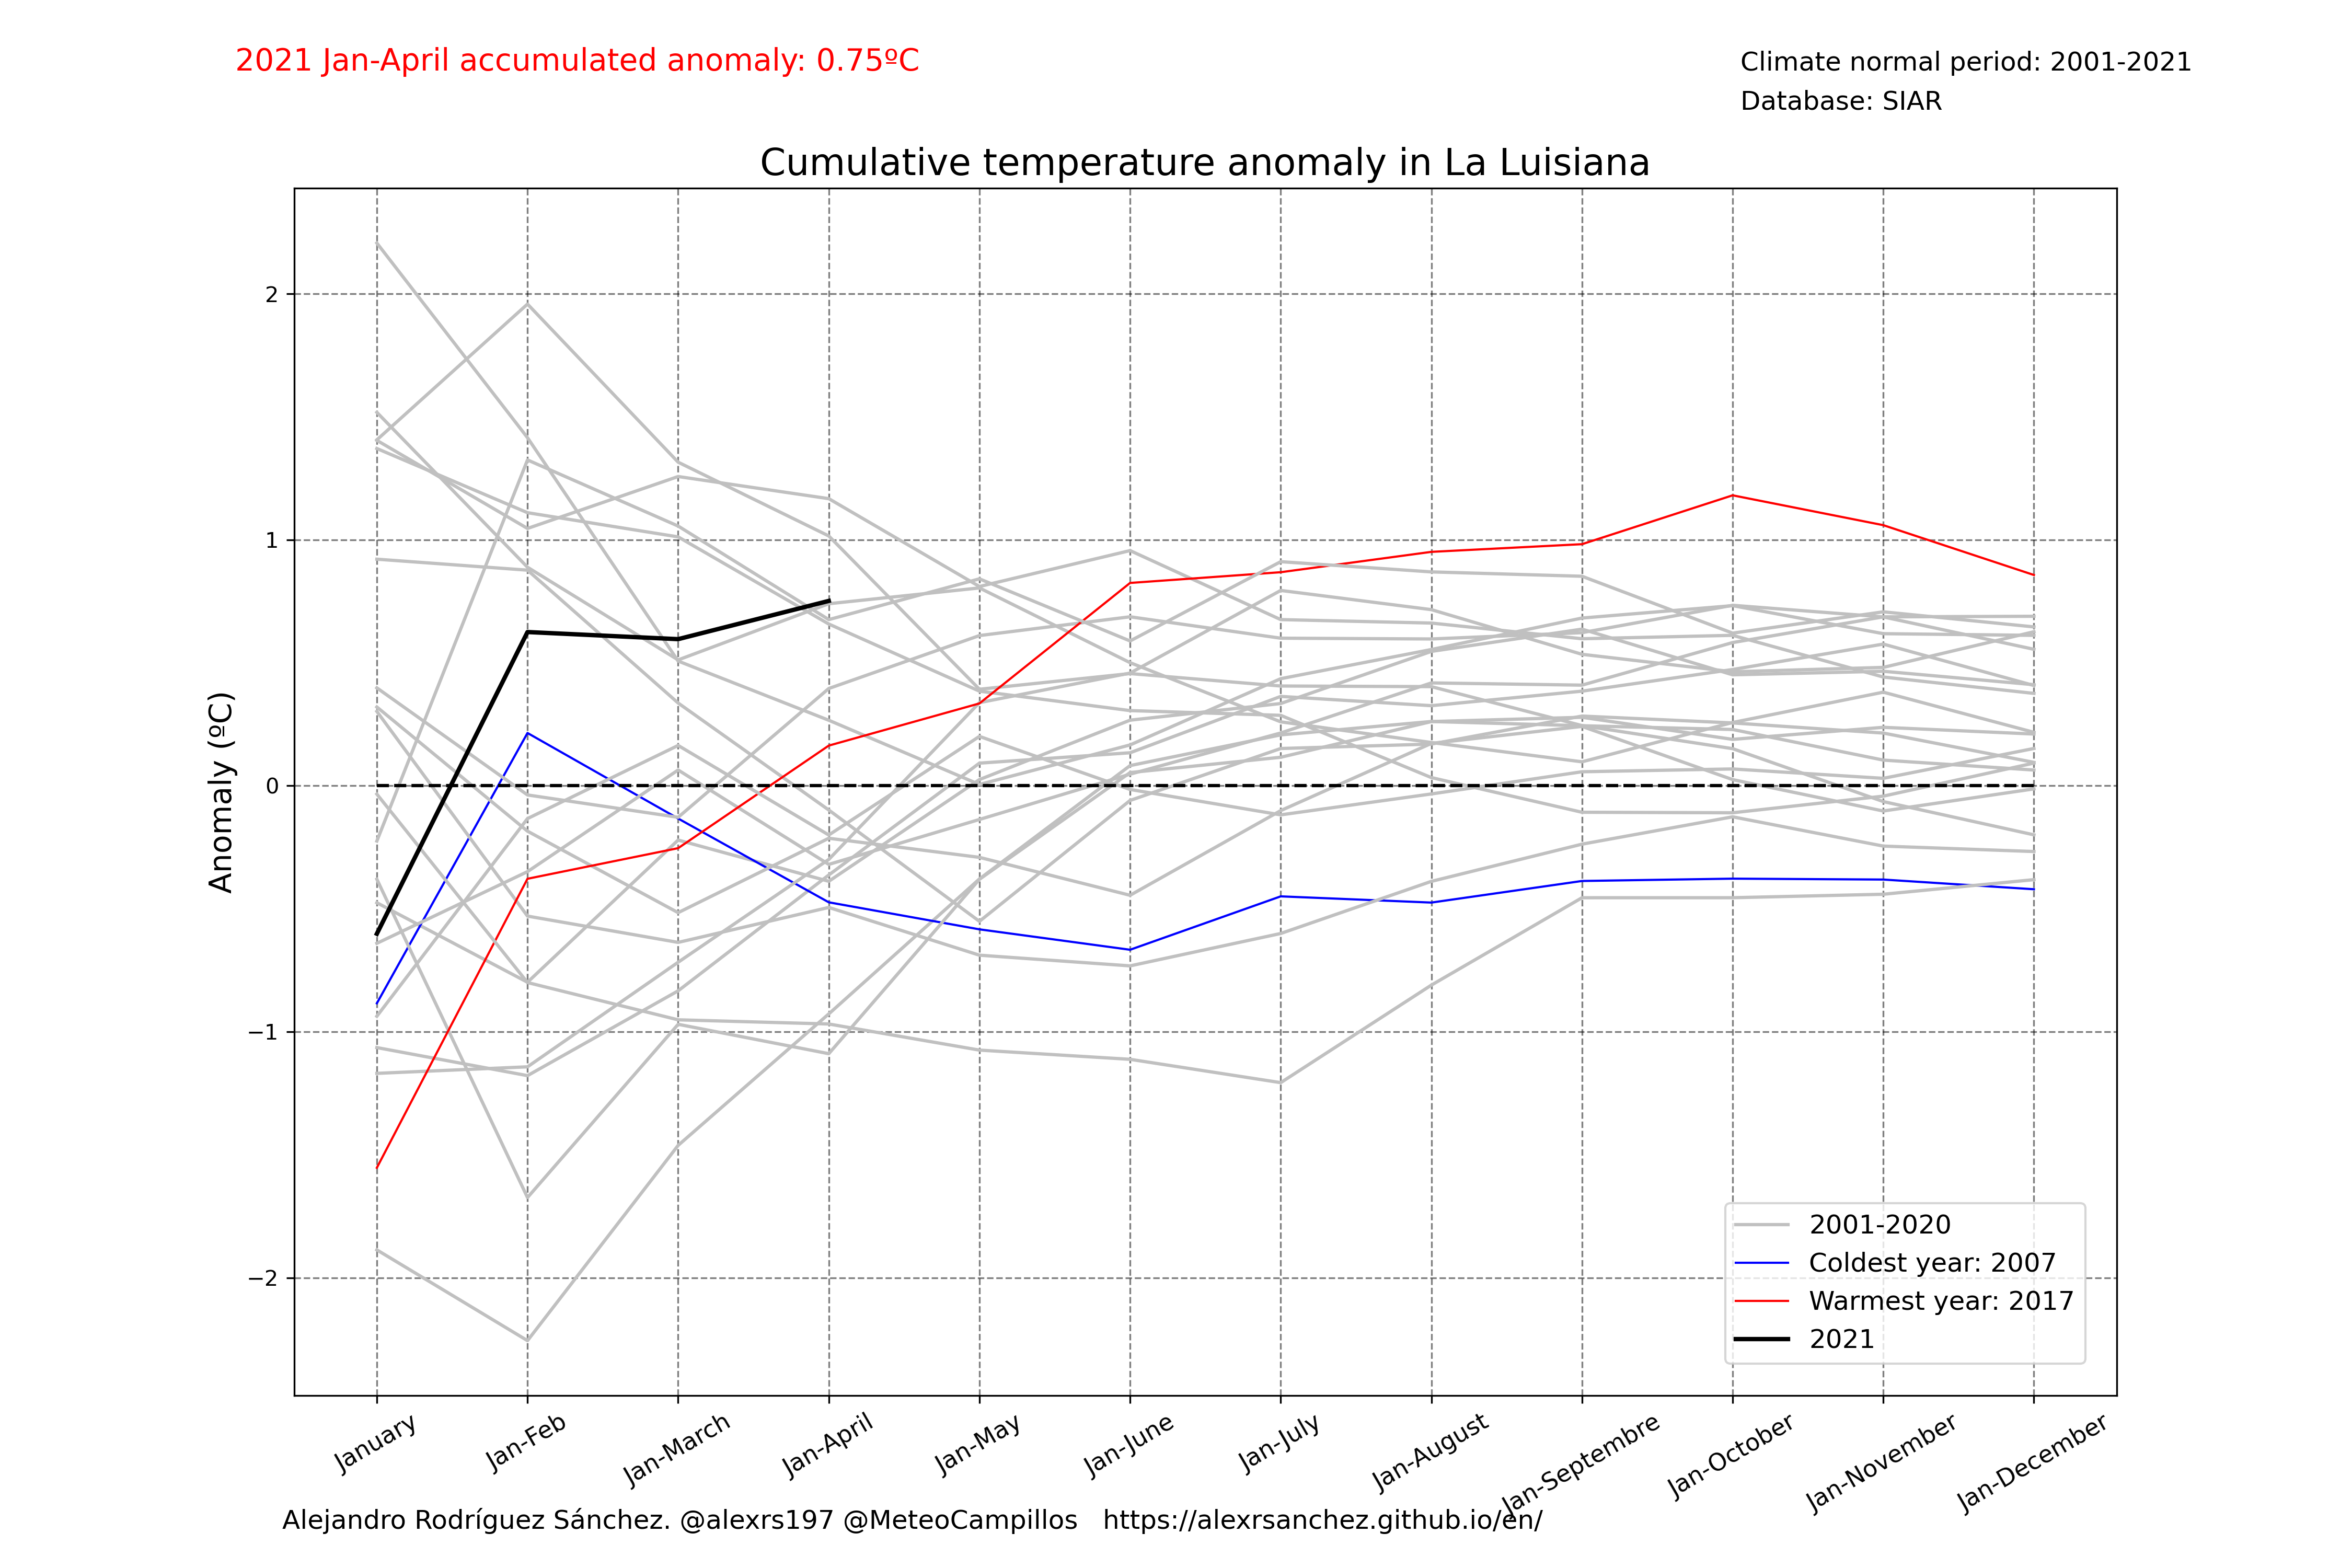 2021 Jan-April accumulated anomaly: 0.75ºC
Climate normal period: 2001-2021
Database: SIAR
Cumulative temperature anomaly in La Luisiana
Anomaly (ºC)
2
1
0
−1
−2
2001-2020
Coldest year: 2007
Warmest year: 2017
2021
January
Jan-Feb
Jan-March
Jan-April
Jan-May
Jan-June
Jan-July
Jan-August
Jan-Septembre
Jan-October
Jan-November
Jan-December
Alejandro Rodríguez Sánchez. @alexrs197 @MeteoCampillos   https://alexrsanchez.github.io/en/